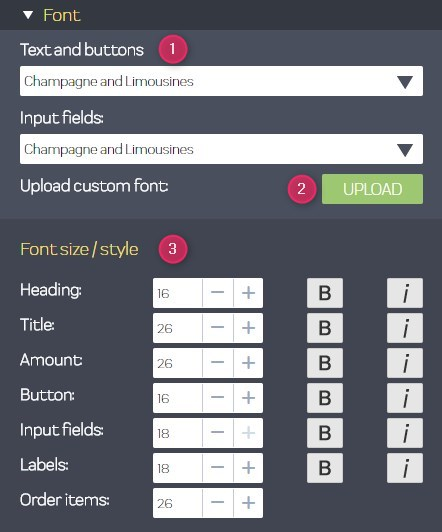 ▼ Font
Text and buttons 1
Champagne and Limousines
Input fields:
Champagne and Limousines
Upload custom font: 2 UPLOAD
Font size / style 3
Heading: 16 − + B i
Title: 26 − + B i
Amount: 26 − + B i
Button: 16 − + B i
Input fields: 18 − + B i
Labels: 18 − + B i
Order items: 26 − +